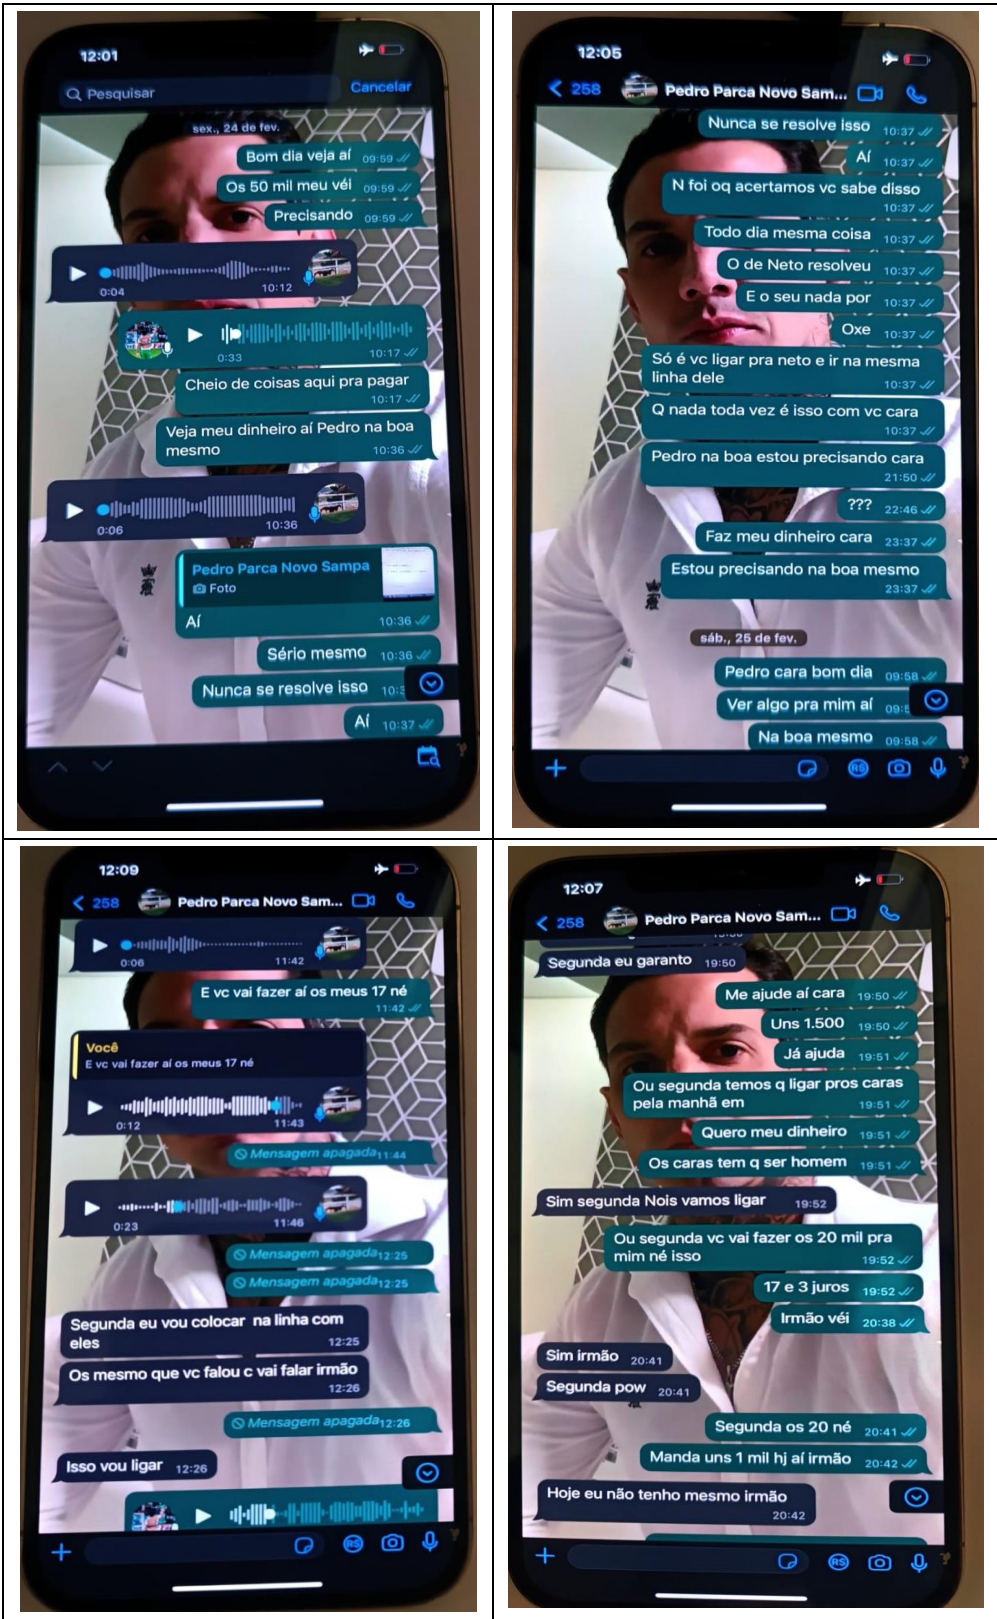 12:01
Pesquisar
Cancelar
sex., 24 de fev.
Bom dia veja aí 09:59
Os 50 mil meu véi 09:59
Precisando 09:59
0:04 10:12
0:33 10:17
Cheio de coisas aqui pra pagar
10:17
Veja meu dinheiro aí Pedro na boa
mesmo 10:36
0:06 10:36
Pedro Parca Novo Sampa
Foto
Aí 10:36
Sério mesmo 10:36
Nunca se resolve isso 10:3
Aí 10:37
12:05
258 Pedro Parca Novo Sam...
Nunca se resolve isso 10:37
Aí 10:37
N foi oq acertamos vc sabe disso
10:37
Todo dia mesma coisa 10:37
O de Neto resolveu 10:37
E o seu nada por 10:37
Oxe 10:37
Só é vc ligar pra neto e ir na mesma
linha dele 10:37
Q nada toda vez é isso com vc cara
10:37
Pedro na boa estou precisando cara
21:50
??? 22:46
Faz meu dinheiro cara 23:37
Estou precisando na boa mesmo
23:37
sáb., 25 de fev.
Pedro cara bom dia 09:58
Ver algo pra mim aí 09:5
Na boa mesmo 09:58
R$
12:09
258 Pedro Parca Novo Sam...
0:06 11:42
E vc vai fazer aí os meus 17 né
11:42
Você
E vc vai fazer aí os meus 17 né
0:12 11:43
Mensagem apagada 11:44
0:23 11:46
Mensagem apagada 12:25
Mensagem apagada 12:25
Segunda eu vou colocar na linha com
eles 12:25
Os mesmo que vc falou c vai falar irmão
12:26
Mensagem apagada 12:26
Isso vou ligar 12:26
R$
12:07
258 Pedro Parca Novo Sam...
Segunda eu garanto 19:50
Me ajude aí cara 19:50
Uns 1.500 19:50
Já ajuda 19:51
Ou segunda temos q ligar pros caras
pela manhã em 19:51
Quero meu dinheiro 19:51
Os caras tem q ser homem 19:51
Sim segunda Nois vamos ligar 19:52
Ou segunda vc vai fazer os 20 mil pra
mim né isso 19:52
17 e 3 juros 19:52
Irmão véi 20:38
Sim irmão 20:41
Segunda pow 20:41
Segunda os 20 né 20:41
Manda uns 1 mil hj aí irmão 20:42
Hoje eu não tenho mesmo irmão
20:42
R$